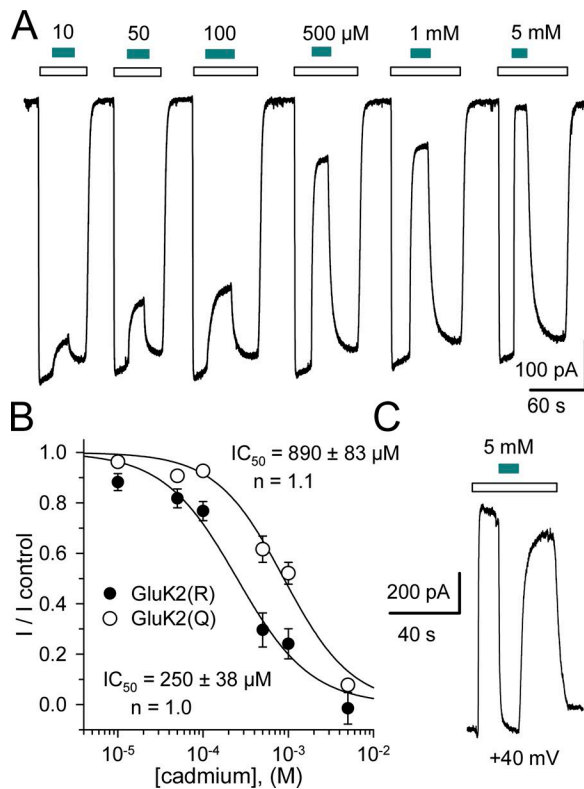 A
10 50 100 500 µM 1 mM 5 mM
100 pA
60 s
B
IC50 = 890 ± 83 µM
n = 1.1
GluK2(R)
GluK2(Q)
IC50 = 250 ± 38 µM
n = 1.0
I / I control
1.0
0.8
0.6
0.4
0.2
0.0
10-5 10-4 10-3 10-2
[cadmium], (M)
C
5 mM
200 pA
40 s
+40 mV